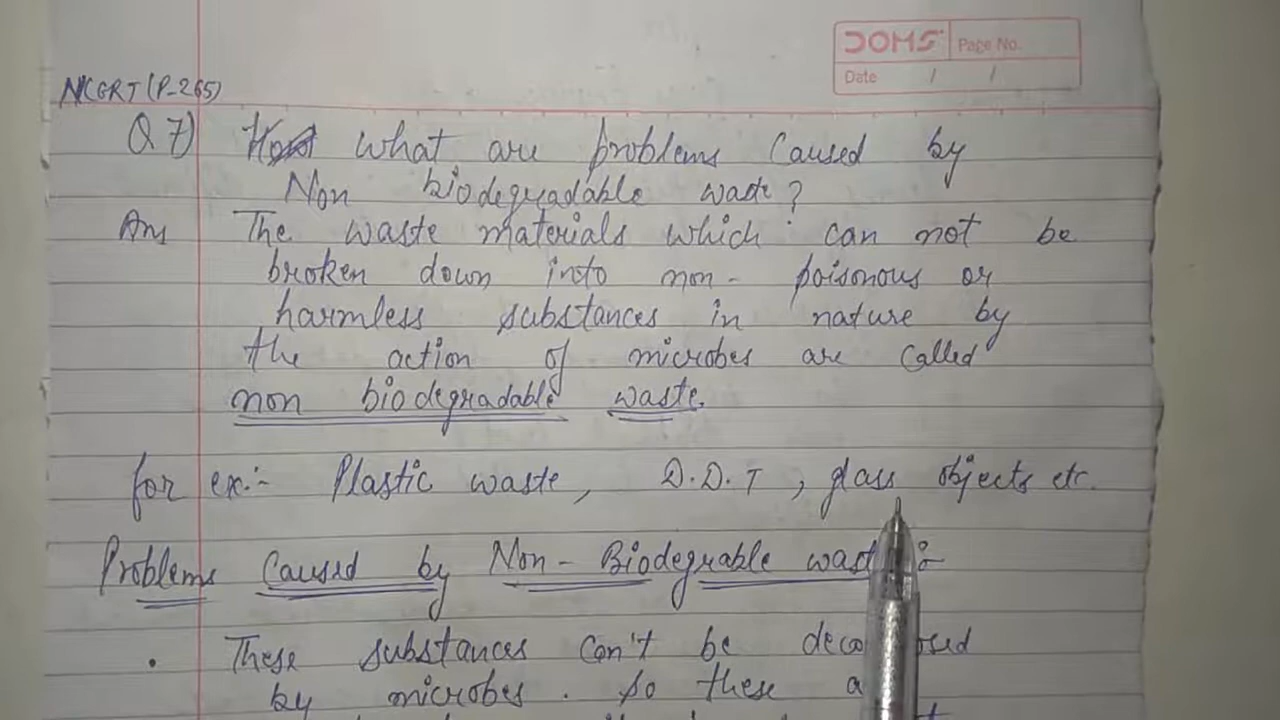 DOMS Page No.
Date / /
NCERT (P-265)
Q 7) What are problems Caused by
Non biodegradable waste?
Ans The waste materials which can not be
broken down into non- poisonous or
harmless substances in nature by
the action of microbes are Called
non biodegradable waste.
for ex:- Plastic waste, D.D.T, glass objects etc.
Problems Caused by Non-Biodegrable wast :-
• These substances Can't be
by microbes. So these